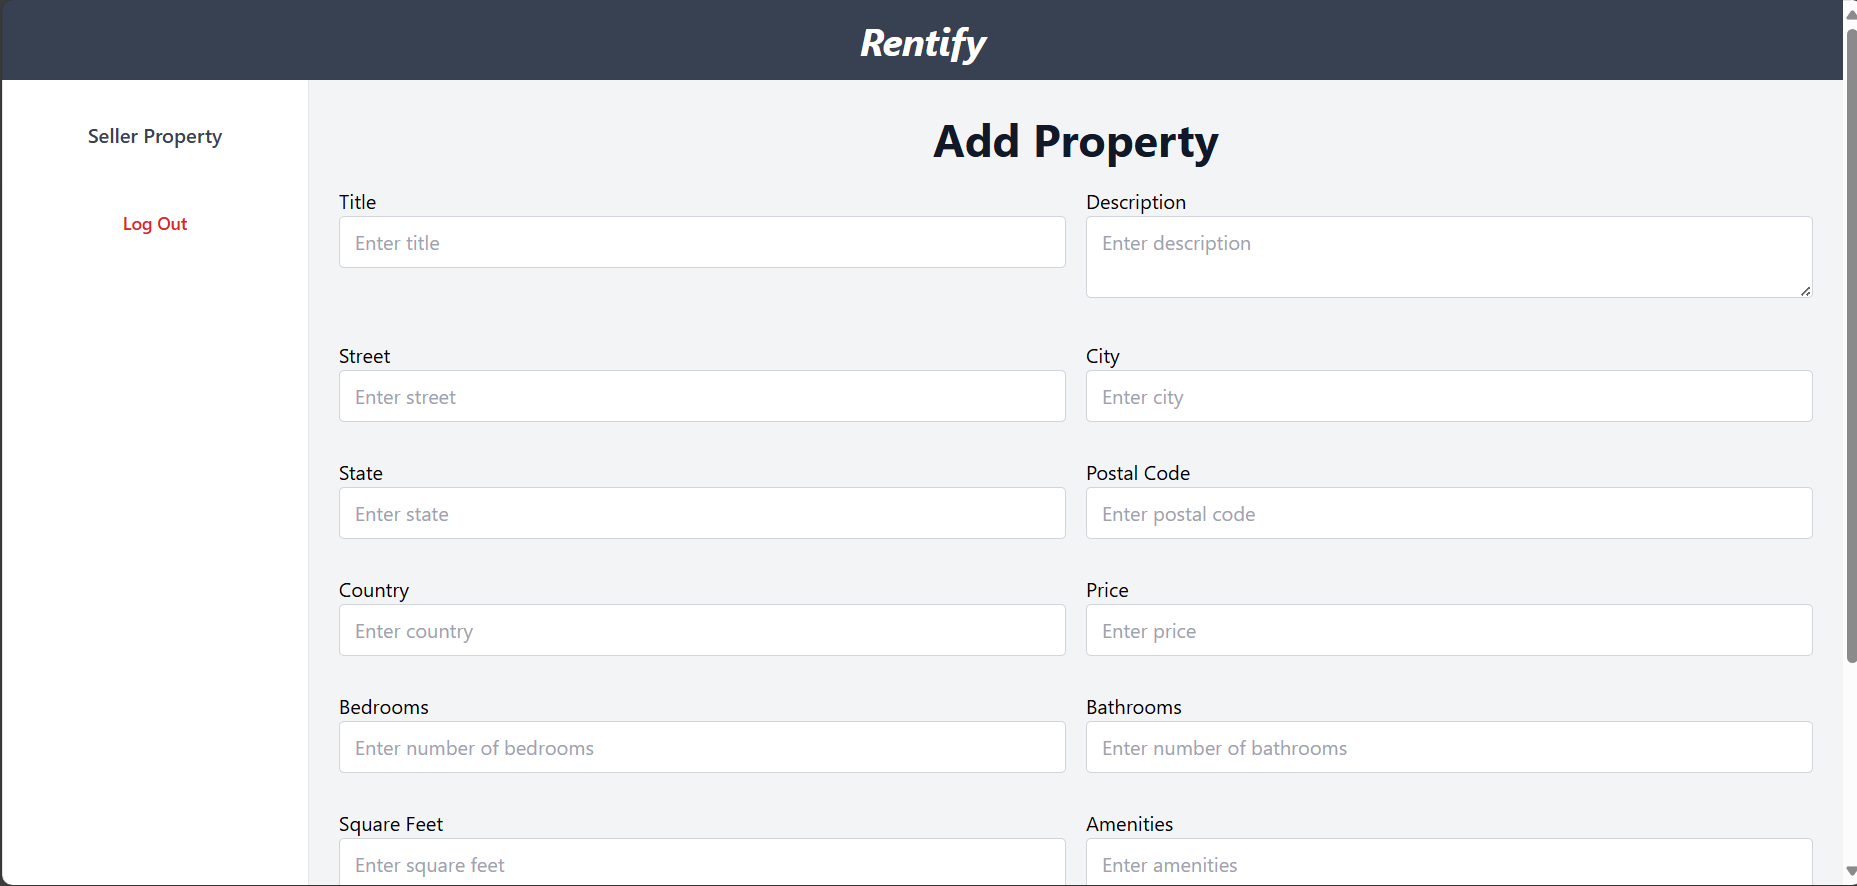 Rentify
Seller Property
Log Out
Add Property
Title
Enter title
Description
Enter description
Street
Enter street
City
Enter city
State
Enter state
Postal Code
Enter postal code
Country
Enter country
Price
Enter price
Bedrooms
Enter number of bedrooms
Bathrooms
Enter number of bathrooms
Square Feet
Enter square feet
Amenities
Enter amenities